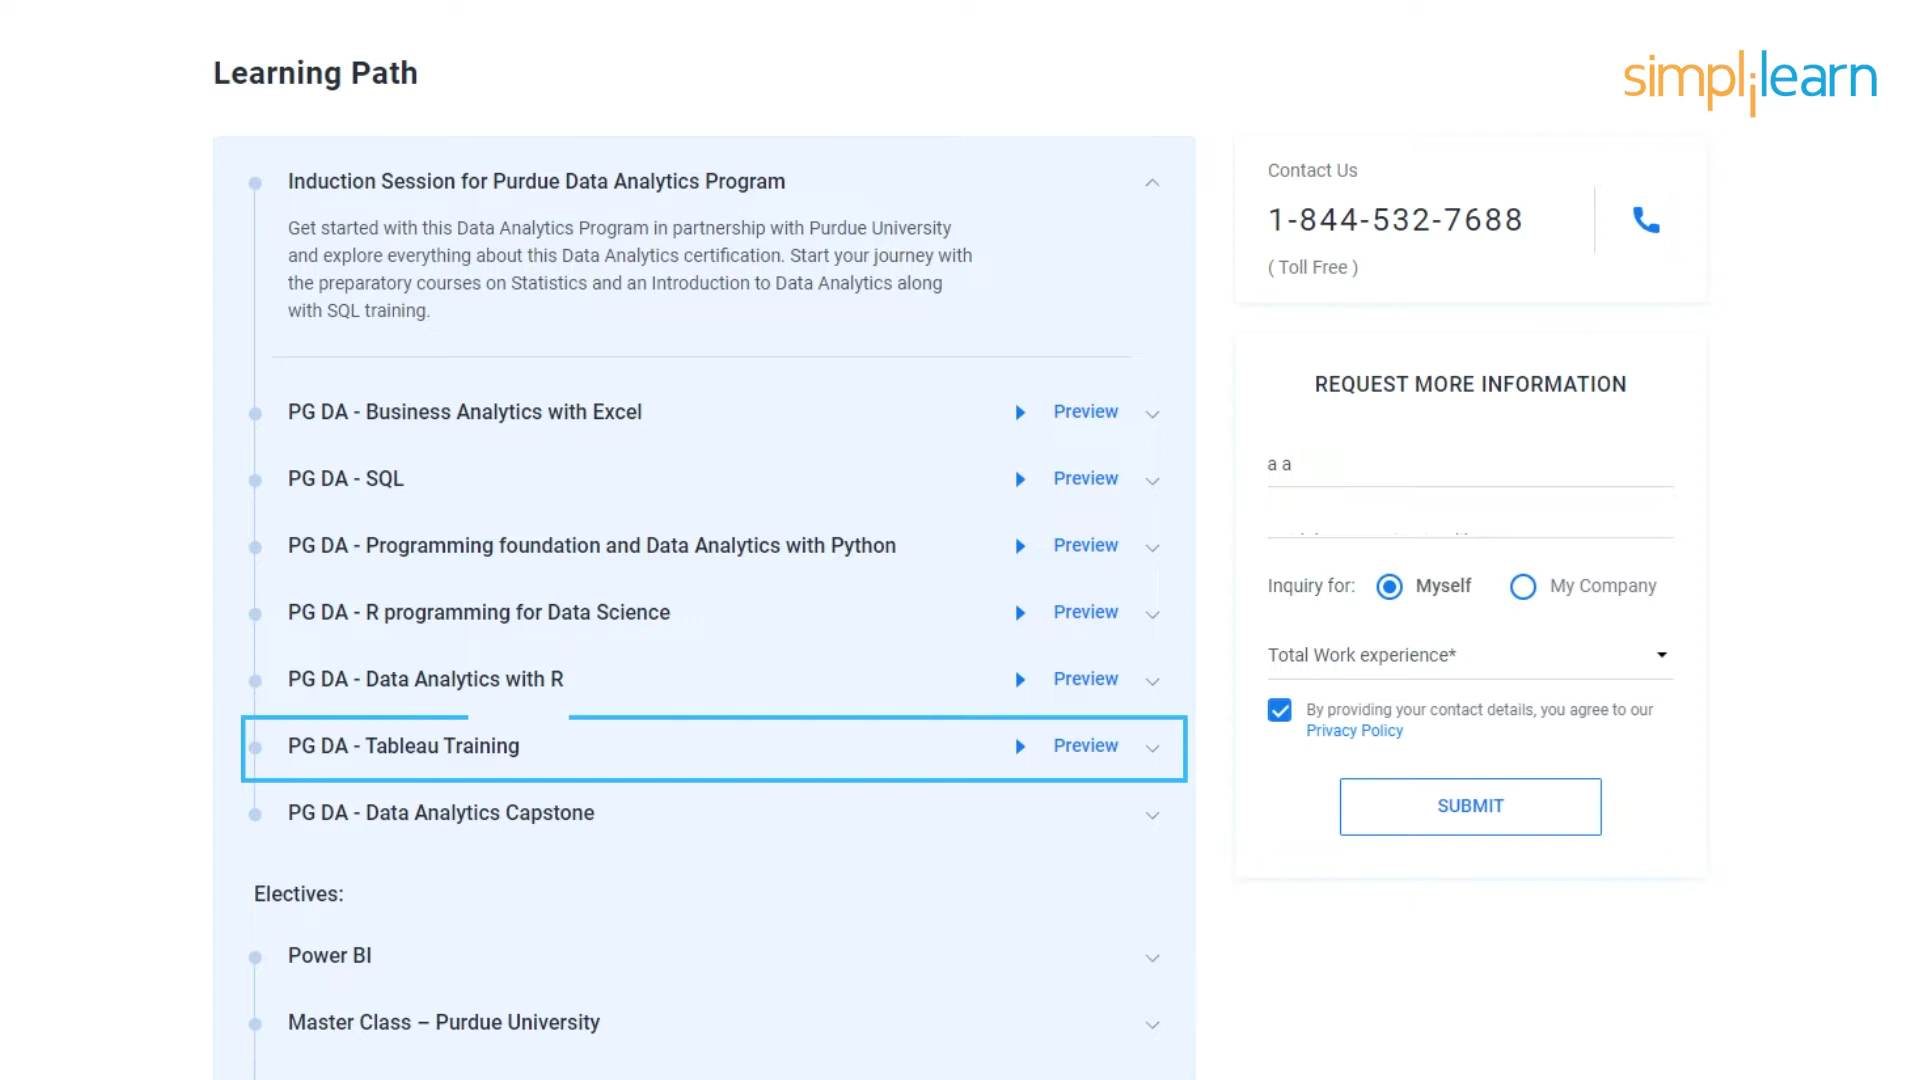 Learning Path
simplilearn
Induction Session for Purdue Data Analytics Program
Get started with this Data Analytics Program in partnership with Purdue University
and explore everything about this Data Analytics certification. Start your journey with
the preparatory courses on Statistics and an Introduction to Data Analytics along
with SQL training.
PG DA - Business Analytics with Excel Preview
PG DA - SQL Preview
PG DA - Programming foundation and Data Analytics with Python Preview
PG DA - R programming for Data Science Preview
PG DA - Data Analytics with R Preview
PG DA - Tableau Training Preview
PG DA - Data Analytics Capstone
Electives:
Power BI
Master Class – Purdue University
Contact Us
1-844-532-7688
( Toll Free )
REQUEST MORE INFORMATION
a a
Inquiry for: Myself My Company
Total Work experience*
By providing your contact details, you agree to our
Privacy Policy
SUBMIT